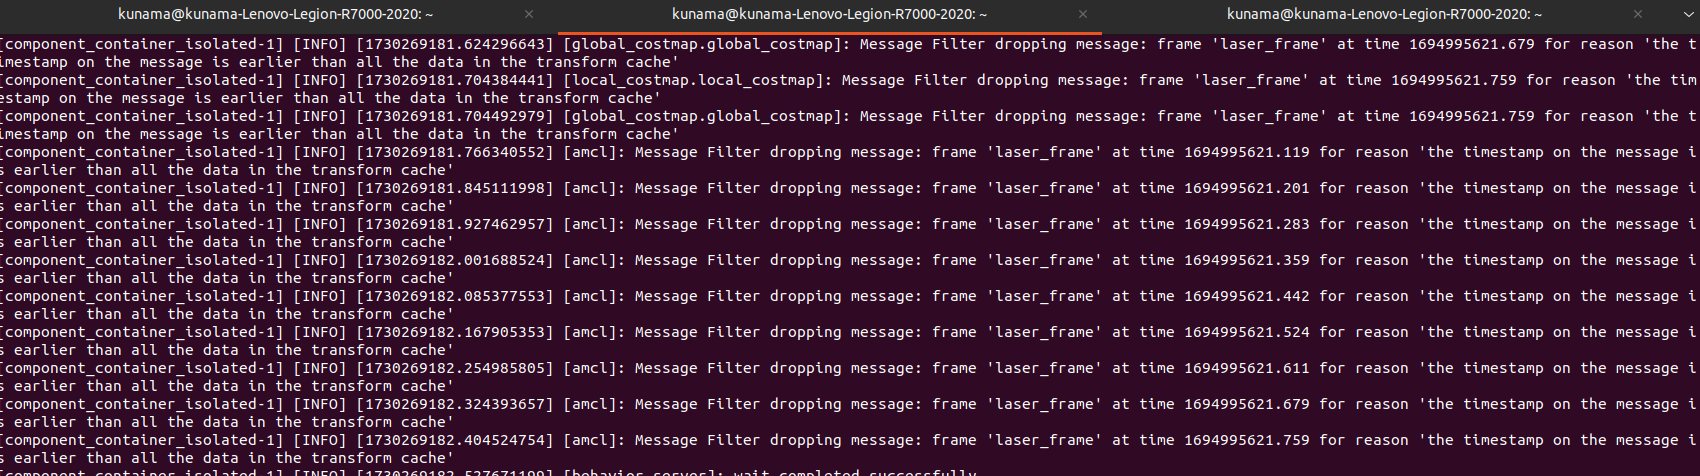 kunama@kunama-Lenovo-Legion-R7000-2020: ~ × kunama@kunama-Lenovo-Legion-R7000-2020: ~ × kunama@kunama-Lenovo-Legion-R7000-2020: ~ ×
[component_container_isolated-1] [INFO] [1730269181.624296643] [global_costmap.global_costmap]: Message Filter dropping message: frame 'laser_frame' at time 1694995621.679 for reason 'the t
imestamp on the message is earlier than all the data in the transform cache'
[component_container_isolated-1] [INFO] [1730269181.704384441] [local_costmap.local_costmap]: Message Filter dropping message: frame 'laser_frame' at time 1694995621.759 for reason 'the tim
estamp on the message is earlier than all the data in the transform cache'
[component_container_isolated-1] [INFO] [1730269181.704492979] [global_costmap.global_costmap]: Message Filter dropping message: frame 'laser_frame' at time 1694995621.759 for reason 'the t
imestamp on the message is earlier than all the data in the transform cache'
[component_container_isolated-1] [INFO] [1730269181.766340552] [amcl]: Message Filter dropping message: frame 'laser_frame' at time 1694995621.119 for reason 'the timestamp on the message i
s earlier than all the data in the transform cache'
[component_container_isolated-1] [INFO] [1730269181.845111998] [amcl]: Message Filter dropping message: frame 'laser_frame' at time 1694995621.201 for reason 'the timestamp on the message i
s earlier than all the data in the transform cache'
[component_container_isolated-1] [INFO] [1730269181.927462957] [amcl]: Message Filter dropping message: frame 'laser_frame' at time 1694995621.283 for reason 'the timestamp on the message i
s earlier than all the data in the transform cache'
[component_container_isolated-1] [INFO] [1730269182.001688524] [amcl]: Message Filter dropping message: frame 'laser_frame' at time 1694995621.359 for reason 'the timestamp on the message i
s earlier than all the data in the transform cache'
[component_container_isolated-1] [INFO] [1730269182.085377553] [amcl]: Message Filter dropping message: frame 'laser_frame' at time 1694995621.442 for reason 'the timestamp on the message i
s earlier than all the data in the transform cache'
[component_container_isolated-1] [INFO] [1730269182.167905353] [amcl]: Message Filter dropping message: frame 'laser_frame' at time 1694995621.524 for reason 'the timestamp on the message i
s earlier than all the data in the transform cache'
[component_container_isolated-1] [INFO] [1730269182.254985805] [amcl]: Message Filter dropping message: frame 'laser_frame' at time 1694995621.611 for reason 'the timestamp on the message i
s earlier than all the data in the transform cache'
[component_container_isolated-1] [INFO] [1730269182.324393657] [amcl]: Message Filter dropping message: frame 'laser_frame' at time 1694995621.679 for reason 'the timestamp on the message i
s earlier than all the data in the transform cache'
[component_container_isolated-1] [INFO] [1730269182.404524754] [amcl]: Message Filter dropping message: frame 'laser_frame' at time 1694995621.759 for reason 'the timestamp on the message i
s earlier than all the data in the transform cache'
[component_container_isolated-1] [INFO] [1730269182.527671199] [behavior_server]: wait completed successfully